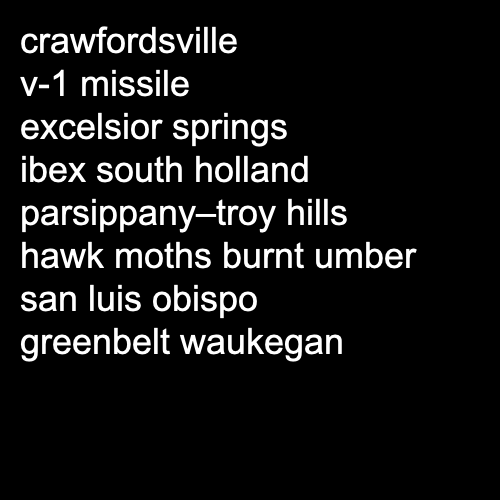 crawfordsville
v-1 missile
excelsior springs
ibex south holland
parsippany–troy hills
hawk moths burnt umber
san luis obispo
greenbelt waukegan